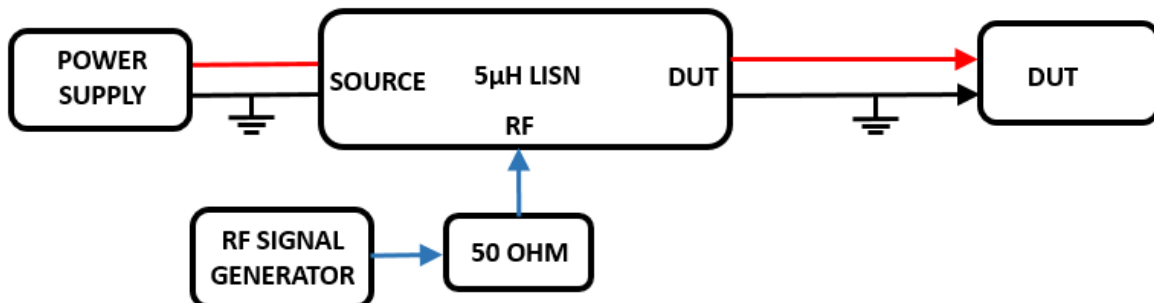 POWER
SUPPLY
SOURCE
5µH LISN
DUT
RF
DUT
RF SIGNAL
GENERATOR
50 OHM